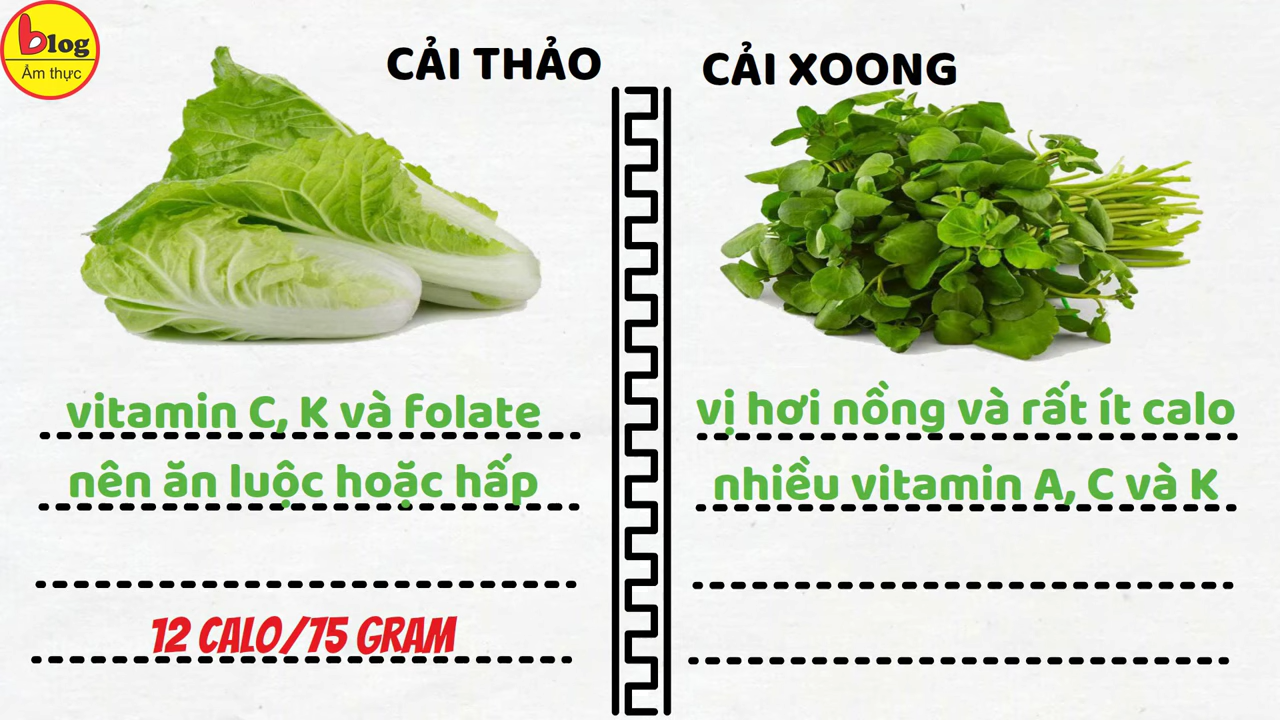 blog
Ẩm thực
CẢI THẢO
CẢI XOONG
vitamin C, K và folate
nên ăn luộc hoặc hấp
12 CALO/75 GRAM
vị hơi nồng và rất ít calo
nhiều vitamin A, C và K